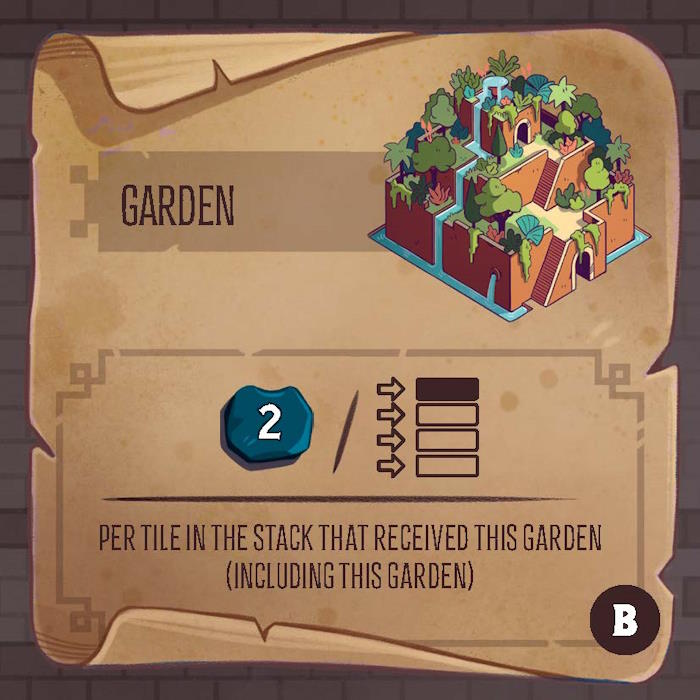 GARDEN
2
PER TILE IN THE STACK THAT RECEIVED THIS GARDEN
(INCLUDING THIS GARDEN)
B